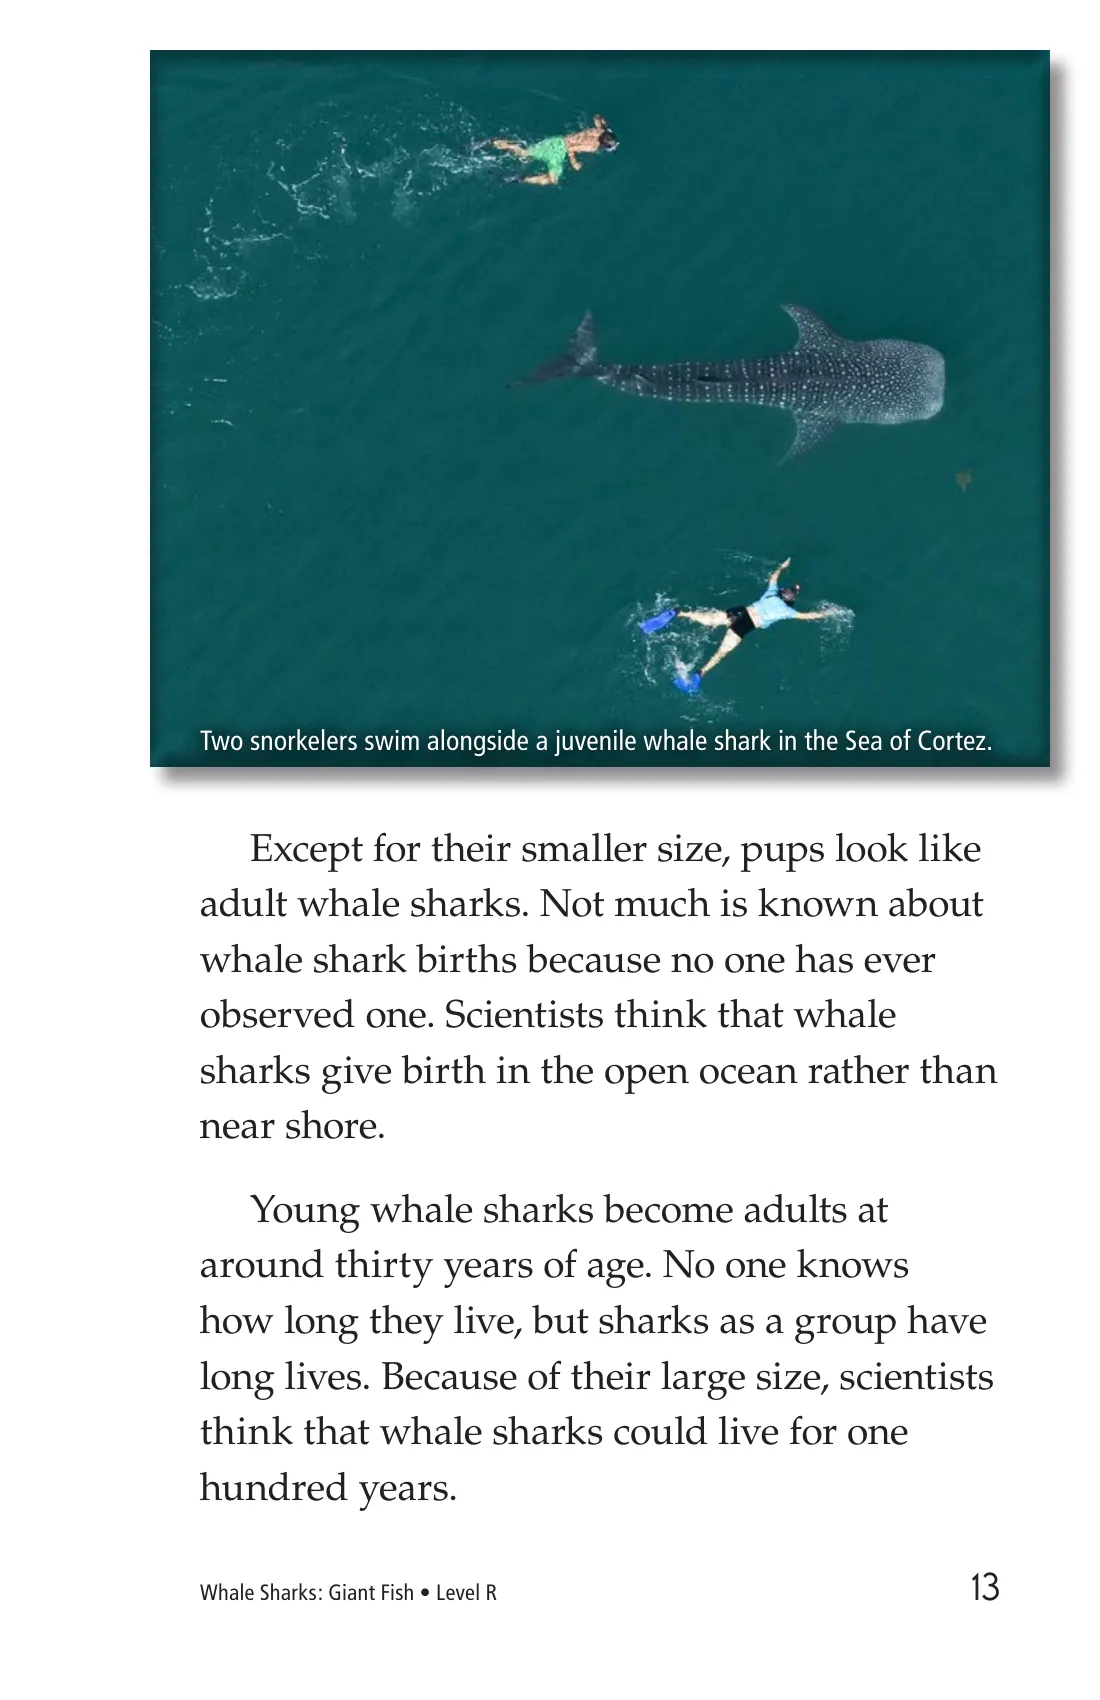 Two snorkelers swim alongside a juvenile whale shark in the Sea of Cortez.
Except for their smaller size, pups look like
adult whale sharks. Not much is known about
whale shark births because no one has ever
observed one. Scientists think that whale
sharks give birth in the open ocean rather than
near shore.
Young whale sharks become adults at
around thirty years of age. No one knows
how long they live, but sharks as a group have
long lives. Because of their large size, scientists
think that whale sharks could live for one
hundred years.
Whale Sharks: Giant Fish • Level R 13